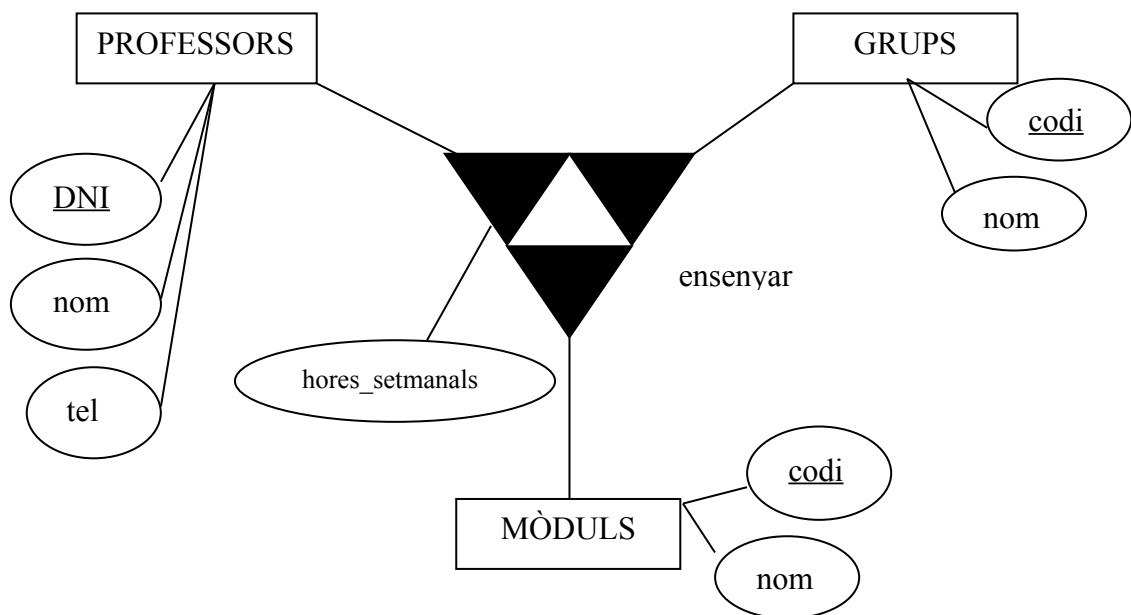 PROFESSORS
GRUPS
codi
DNI
nom
nom
ensenyar
hores_setmanals
tel
codi
MÒDULS
nom